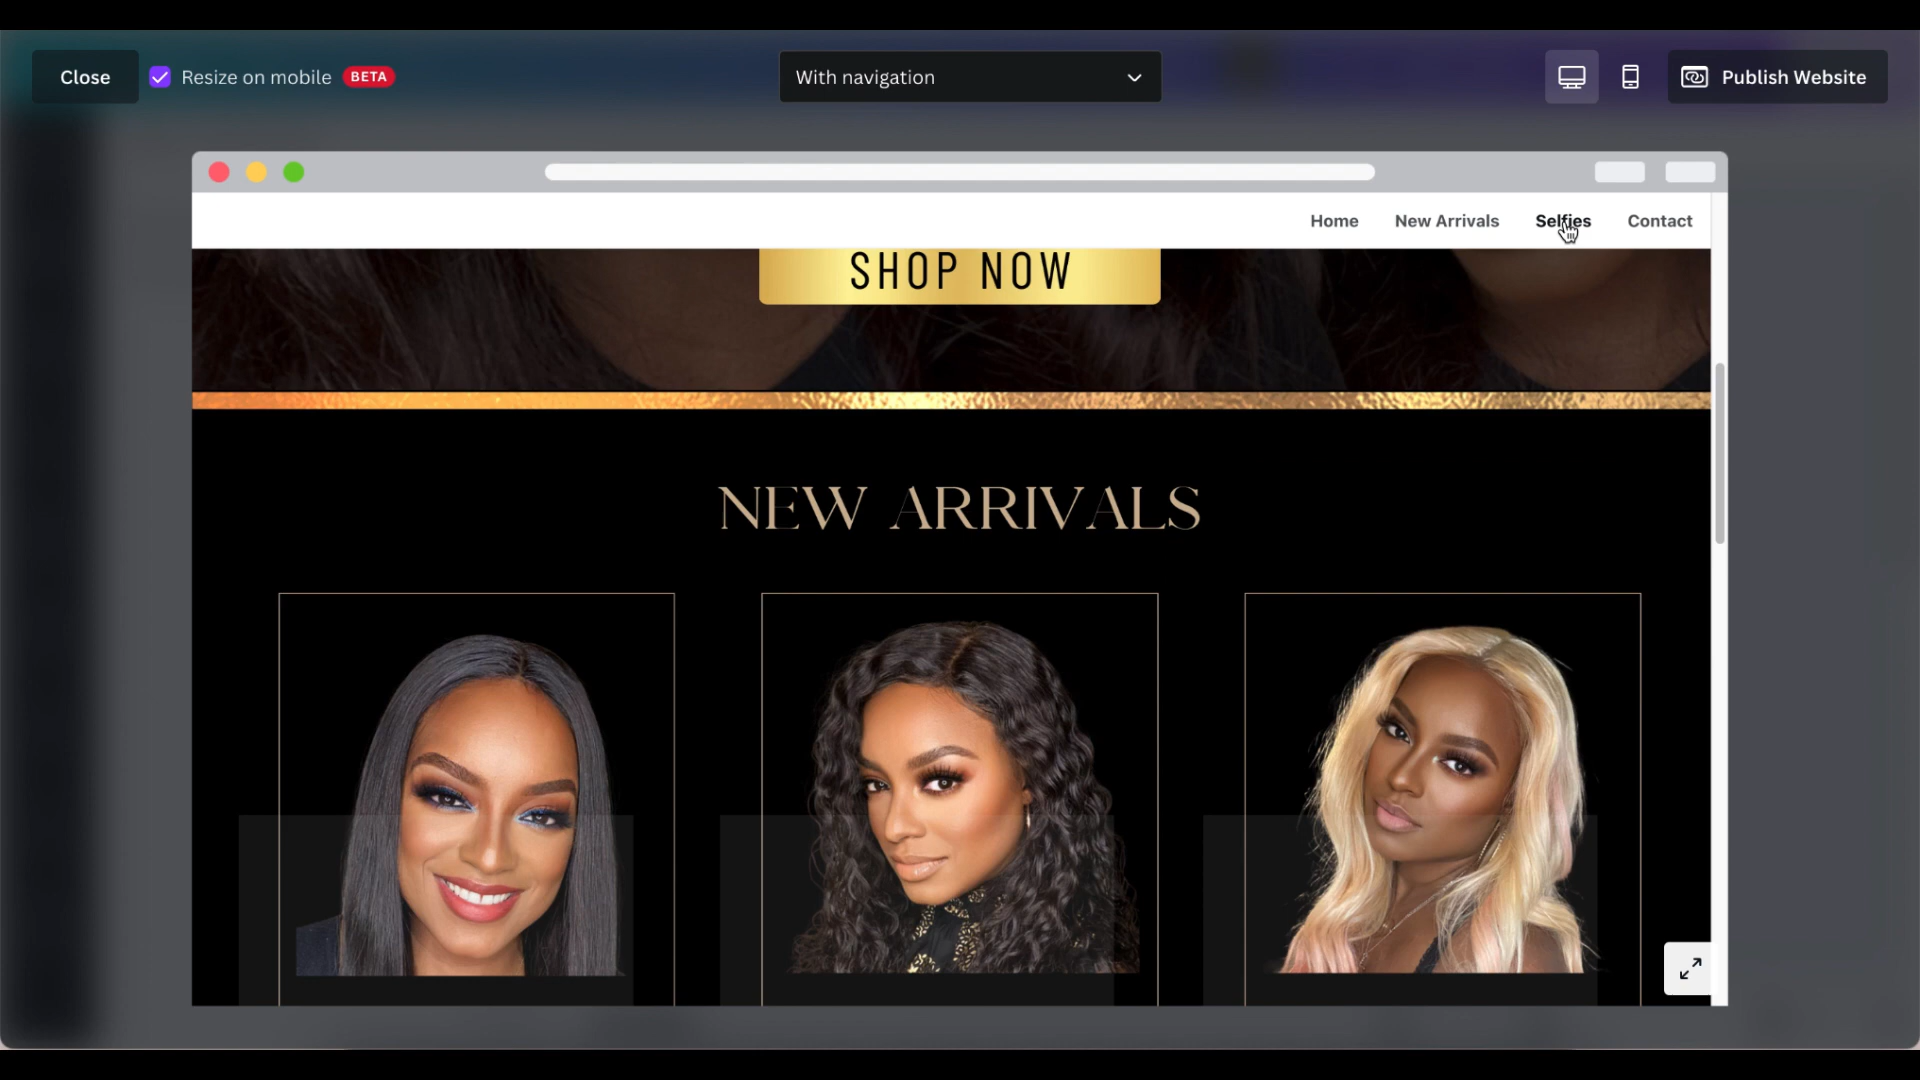 Close
Resize on mobile BETA
With navigation
Publish Website
Home New Arrivals Selfies Contact
SHOP NOW
NEW ARRIVALS